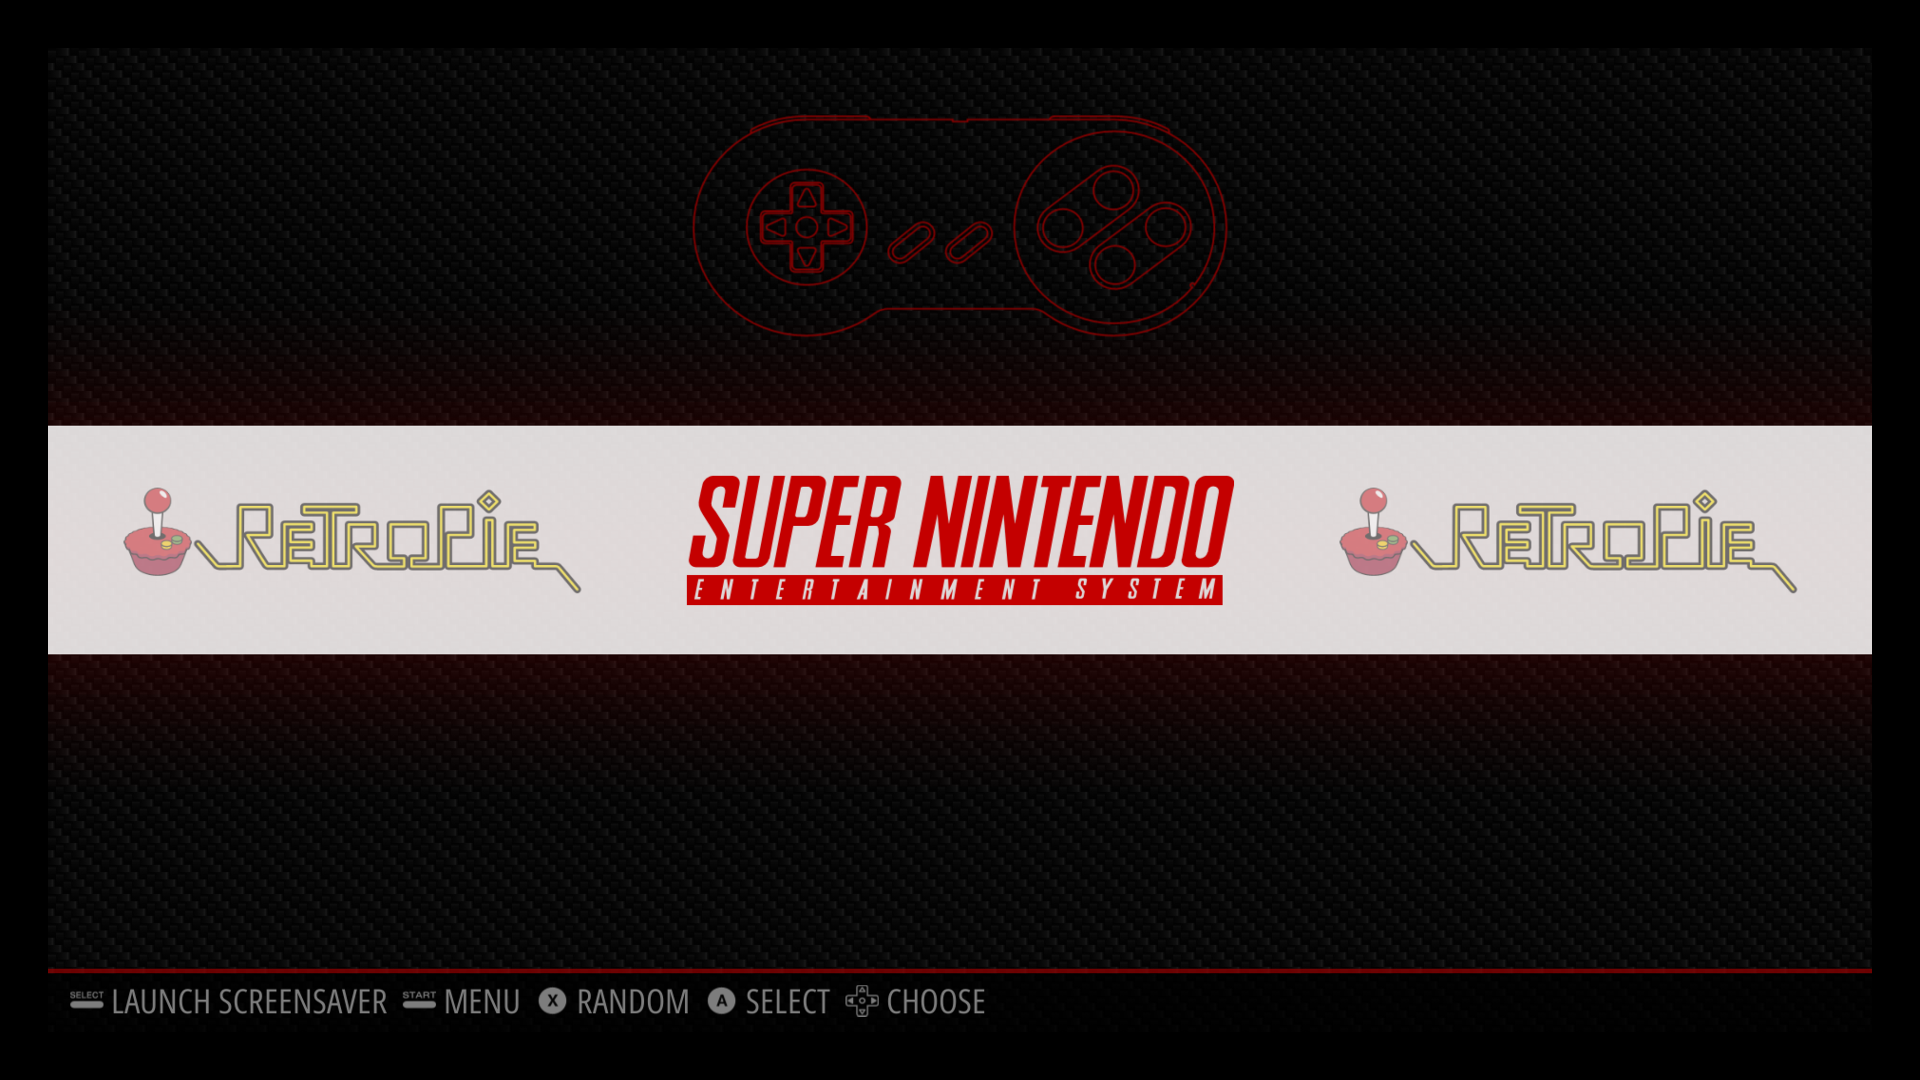 RETROPIE
SUPER NINTENDO
ENTERTAINMENT SYSTEM
RETROPIE
SELECT LAUNCH SCREENSAVER START MENU X RANDOM A SELECT CHOOSE